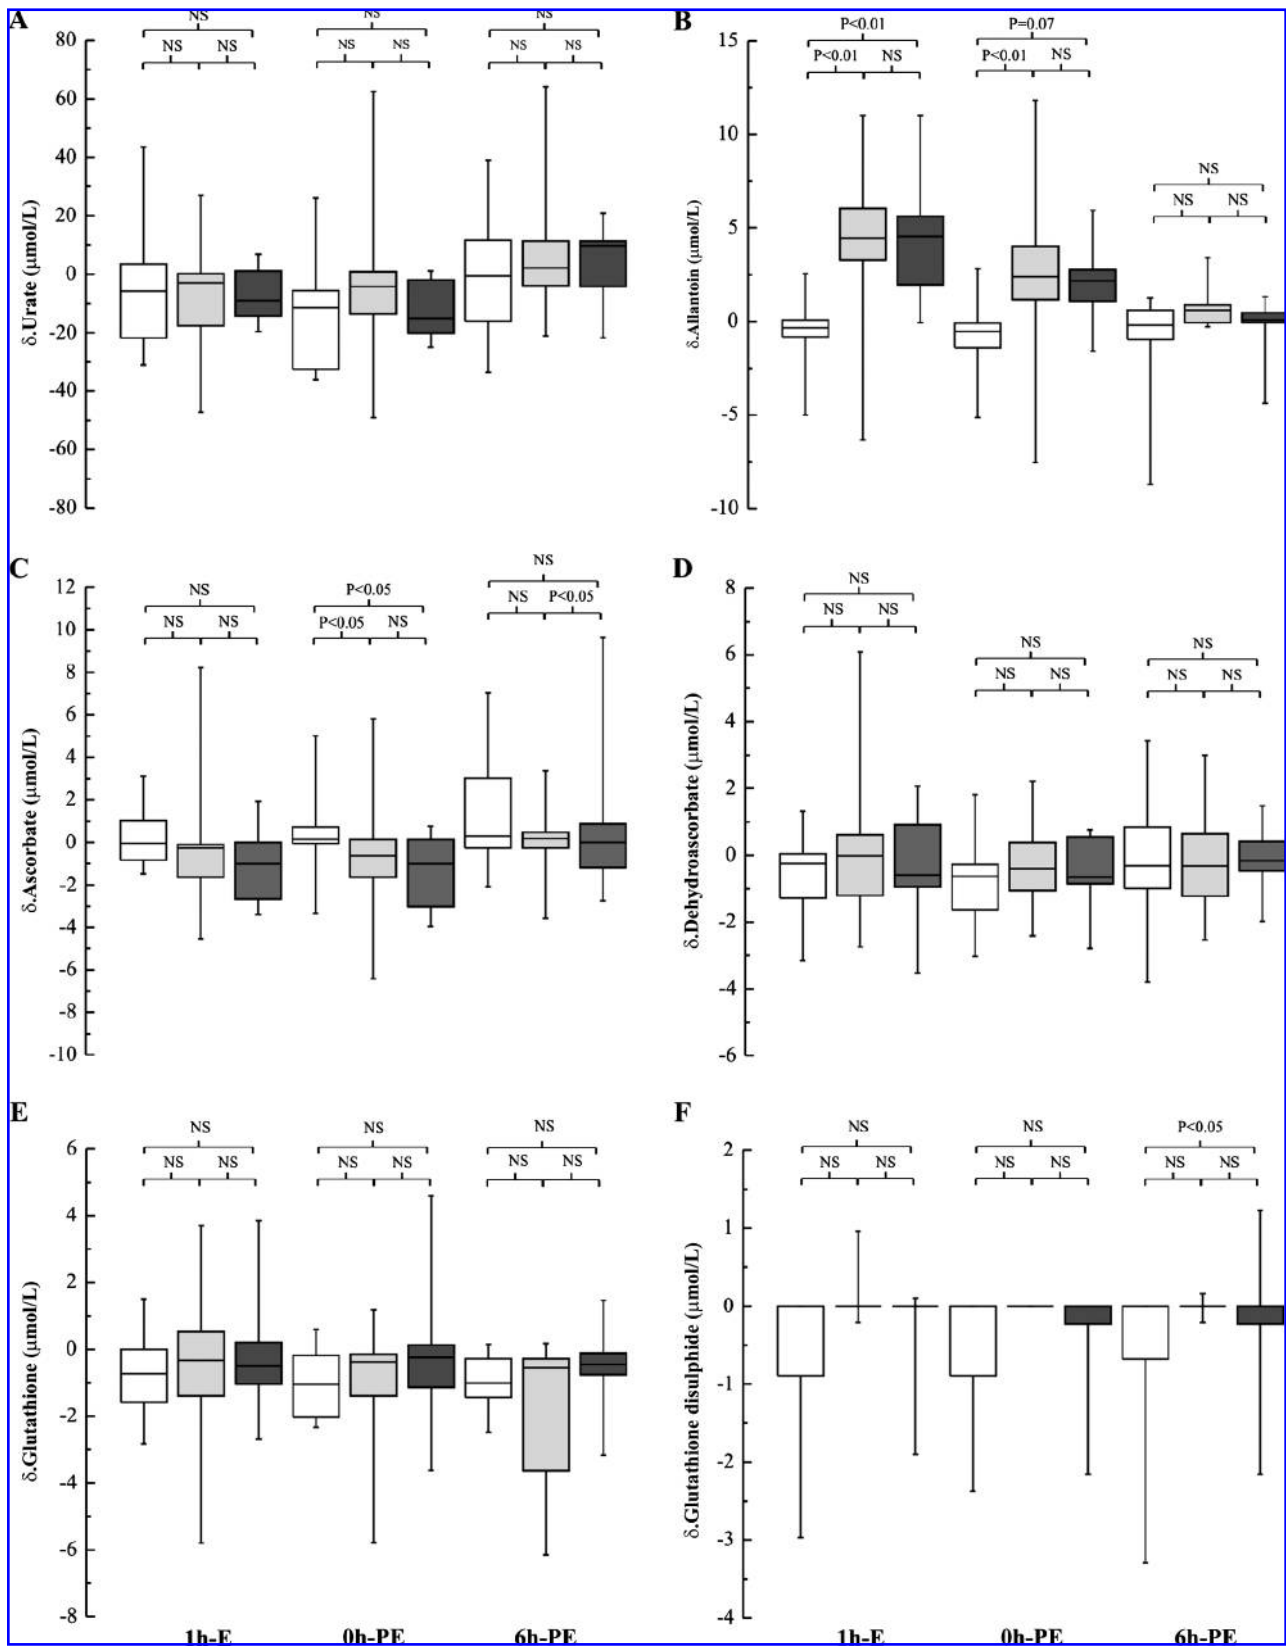 A
NS
NS
NS
NS NS
NS NS
NS NS
80
60
40
20
0
-20
-40
-60
-80
δ.Urate (μmol/L)
B
P<0.01
P=0.07
P<0.01 NS
P<0.01 NS
NS
NS NS
15
10
5
0
-5
-10
δ.Allantoin (μmol/L)
C
NS
P<0.05
NS
NS NS
P<0.05 NS
NS P<0.05
12
10
8
6
4
2
0
-2
-4
-6
-8
-10
δ.Ascorbate (μmol/L)
D
NS
NS
NS
NS NS
NS NS
NS NS
8
6
4
2
0
-2
-4
-6
δ.Dehydroascorbate (μmol/L)
E
NS
NS
NS
NS NS
NS NS
NS NS
6
4
2
0
-2
-4
-6
-8
δ.Glutathione (μmol/L)
1h-E 0h-PE 6h-PE
F
NS
NS
P<0.05
NS NS
NS NS
NS NS
2
1
0
-1
-2
-3
-4
δ.Glutathione disulphide (μmol/L)
1h-E 0h-PE 6h-PE